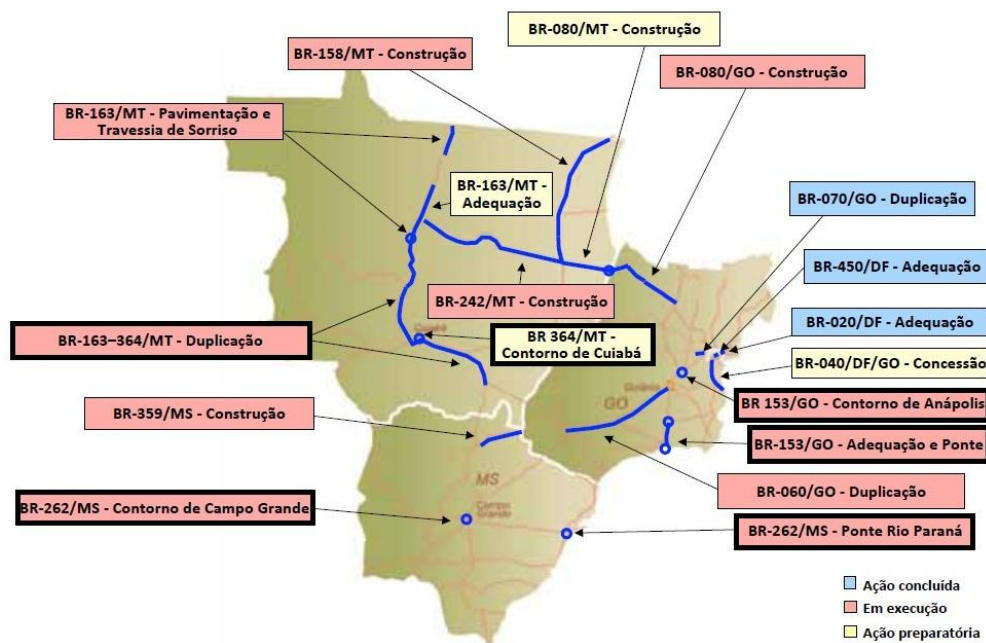 BR-080/MT - Construção
BR-158/MT - Construção
BR-080/GO - Construção
BR-163/MT - Pavimentação e
Travessia de Sorriso
BR-163/MT -
Adequação
BR-070/GO - Duplicação
BR-450/DF - Adequação
BR-242/MT - Construção
BR-020/DF - Adequação
BR-163–364/MT - Duplicação
Cuiabá
BR 364/MT -
Contorno de Cuiabá
BR-040/DF/GO - Concessão
Goiânia
GO
BR 153/GO - Contorno de Anápolis
BR-359/MS - Construção
BR-153/GO - Adequação e Ponte
MS
BR-060/GO - Duplicação
BR-262/MS - Contorno de Campo Grande
Campo
Grande
BR-262/MS - Ponte Rio Paraná
Ação concluída
Em execução
Ação preparatória